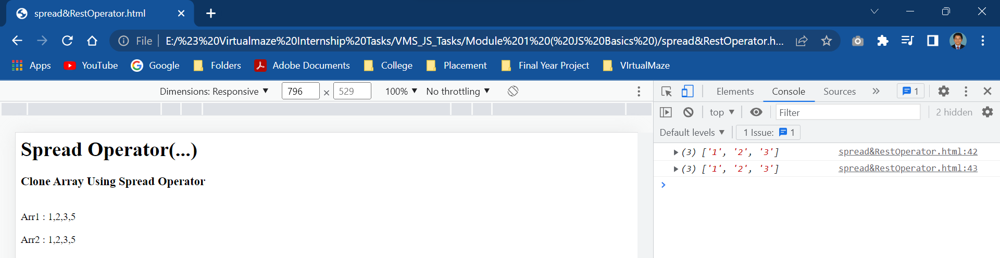 spread&RestOperator.html
File E:/%23%20Virtualmaze%20Internship%20Tasks/VMS_JS_Tasks/Module%201%20(%20JS%20Basics%20)/spread&RestOperator.h...
Apps YouTube Google Folders Adobe Documents College Placement Final Year Project VIrtualMaze
Dimensions: Responsive 796 × 529 100% No throttling
Elements Console Sources » 1
top Filter 2 hidden
Default levels 1 Issue: 1
Spread Operator(...)
Clone Array Using Spread Operator
Arr1 : 1,2,3,5
Arr2 : 1,2,3,5
(3) ['1', '2', '3'] spread&RestOperator.html:42
(3) ['1', '2', '3'] spread&RestOperator.html:43